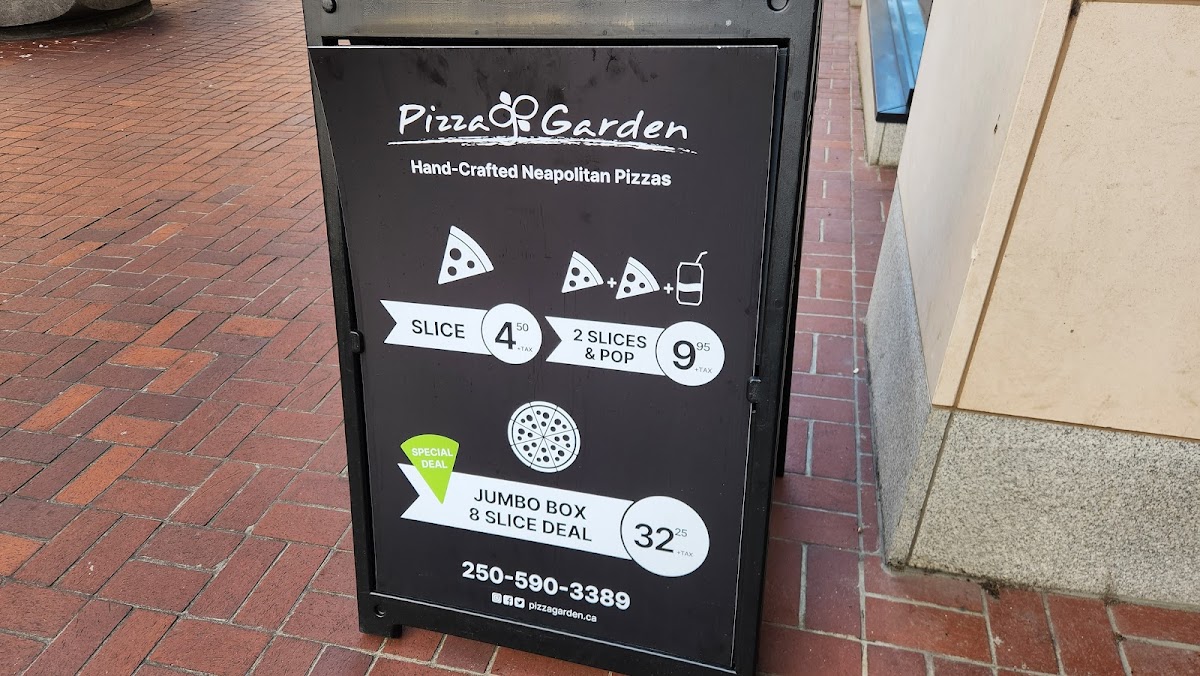 Pizza Garden
Hand-Crafted Neapolitan Pizzas
SLICE 4 50 +TAX
2 SLICES & POP 9 95 +TAX
SPECIAL DEAL
JUMBO BOX
8 SLICE DEAL 32 25 +TAX
250-590-3389
pizzagarden.ca